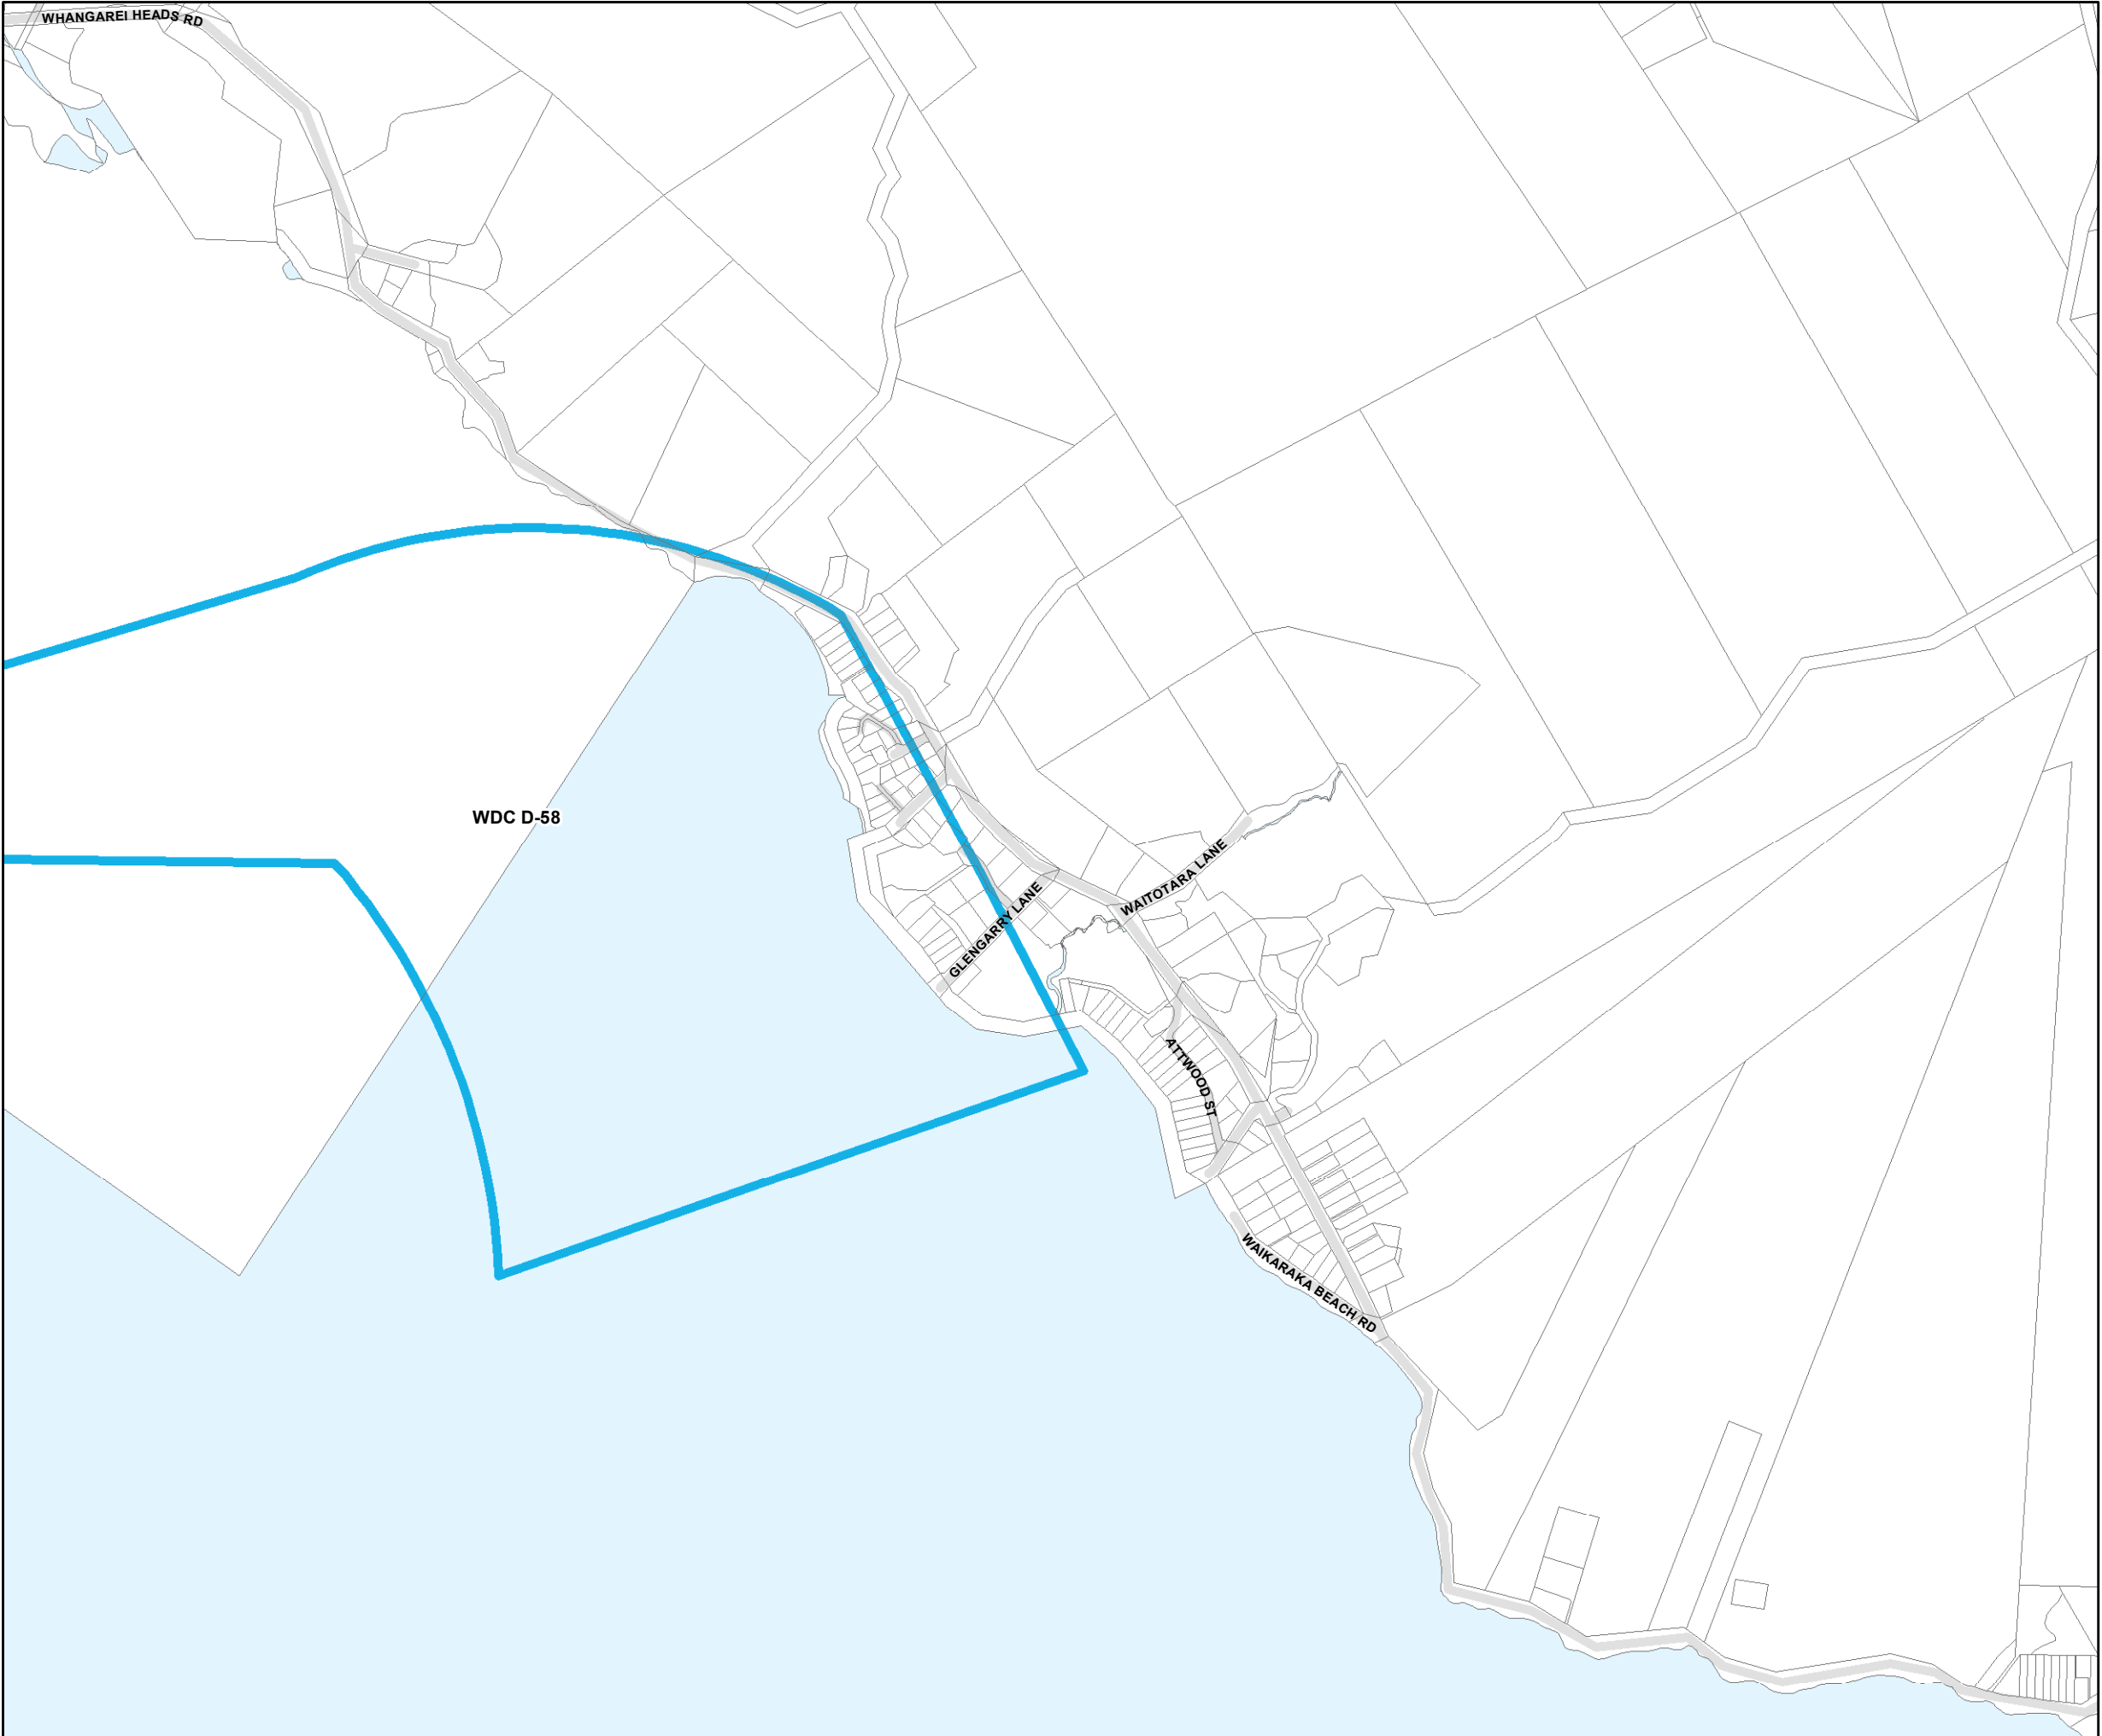 WHANGAREI HEADS RD
WDC D-58
WAITOTARA LANE
GLENGARRY LANE
ATTWOOD ST
WAIKARAKA BEACH RD